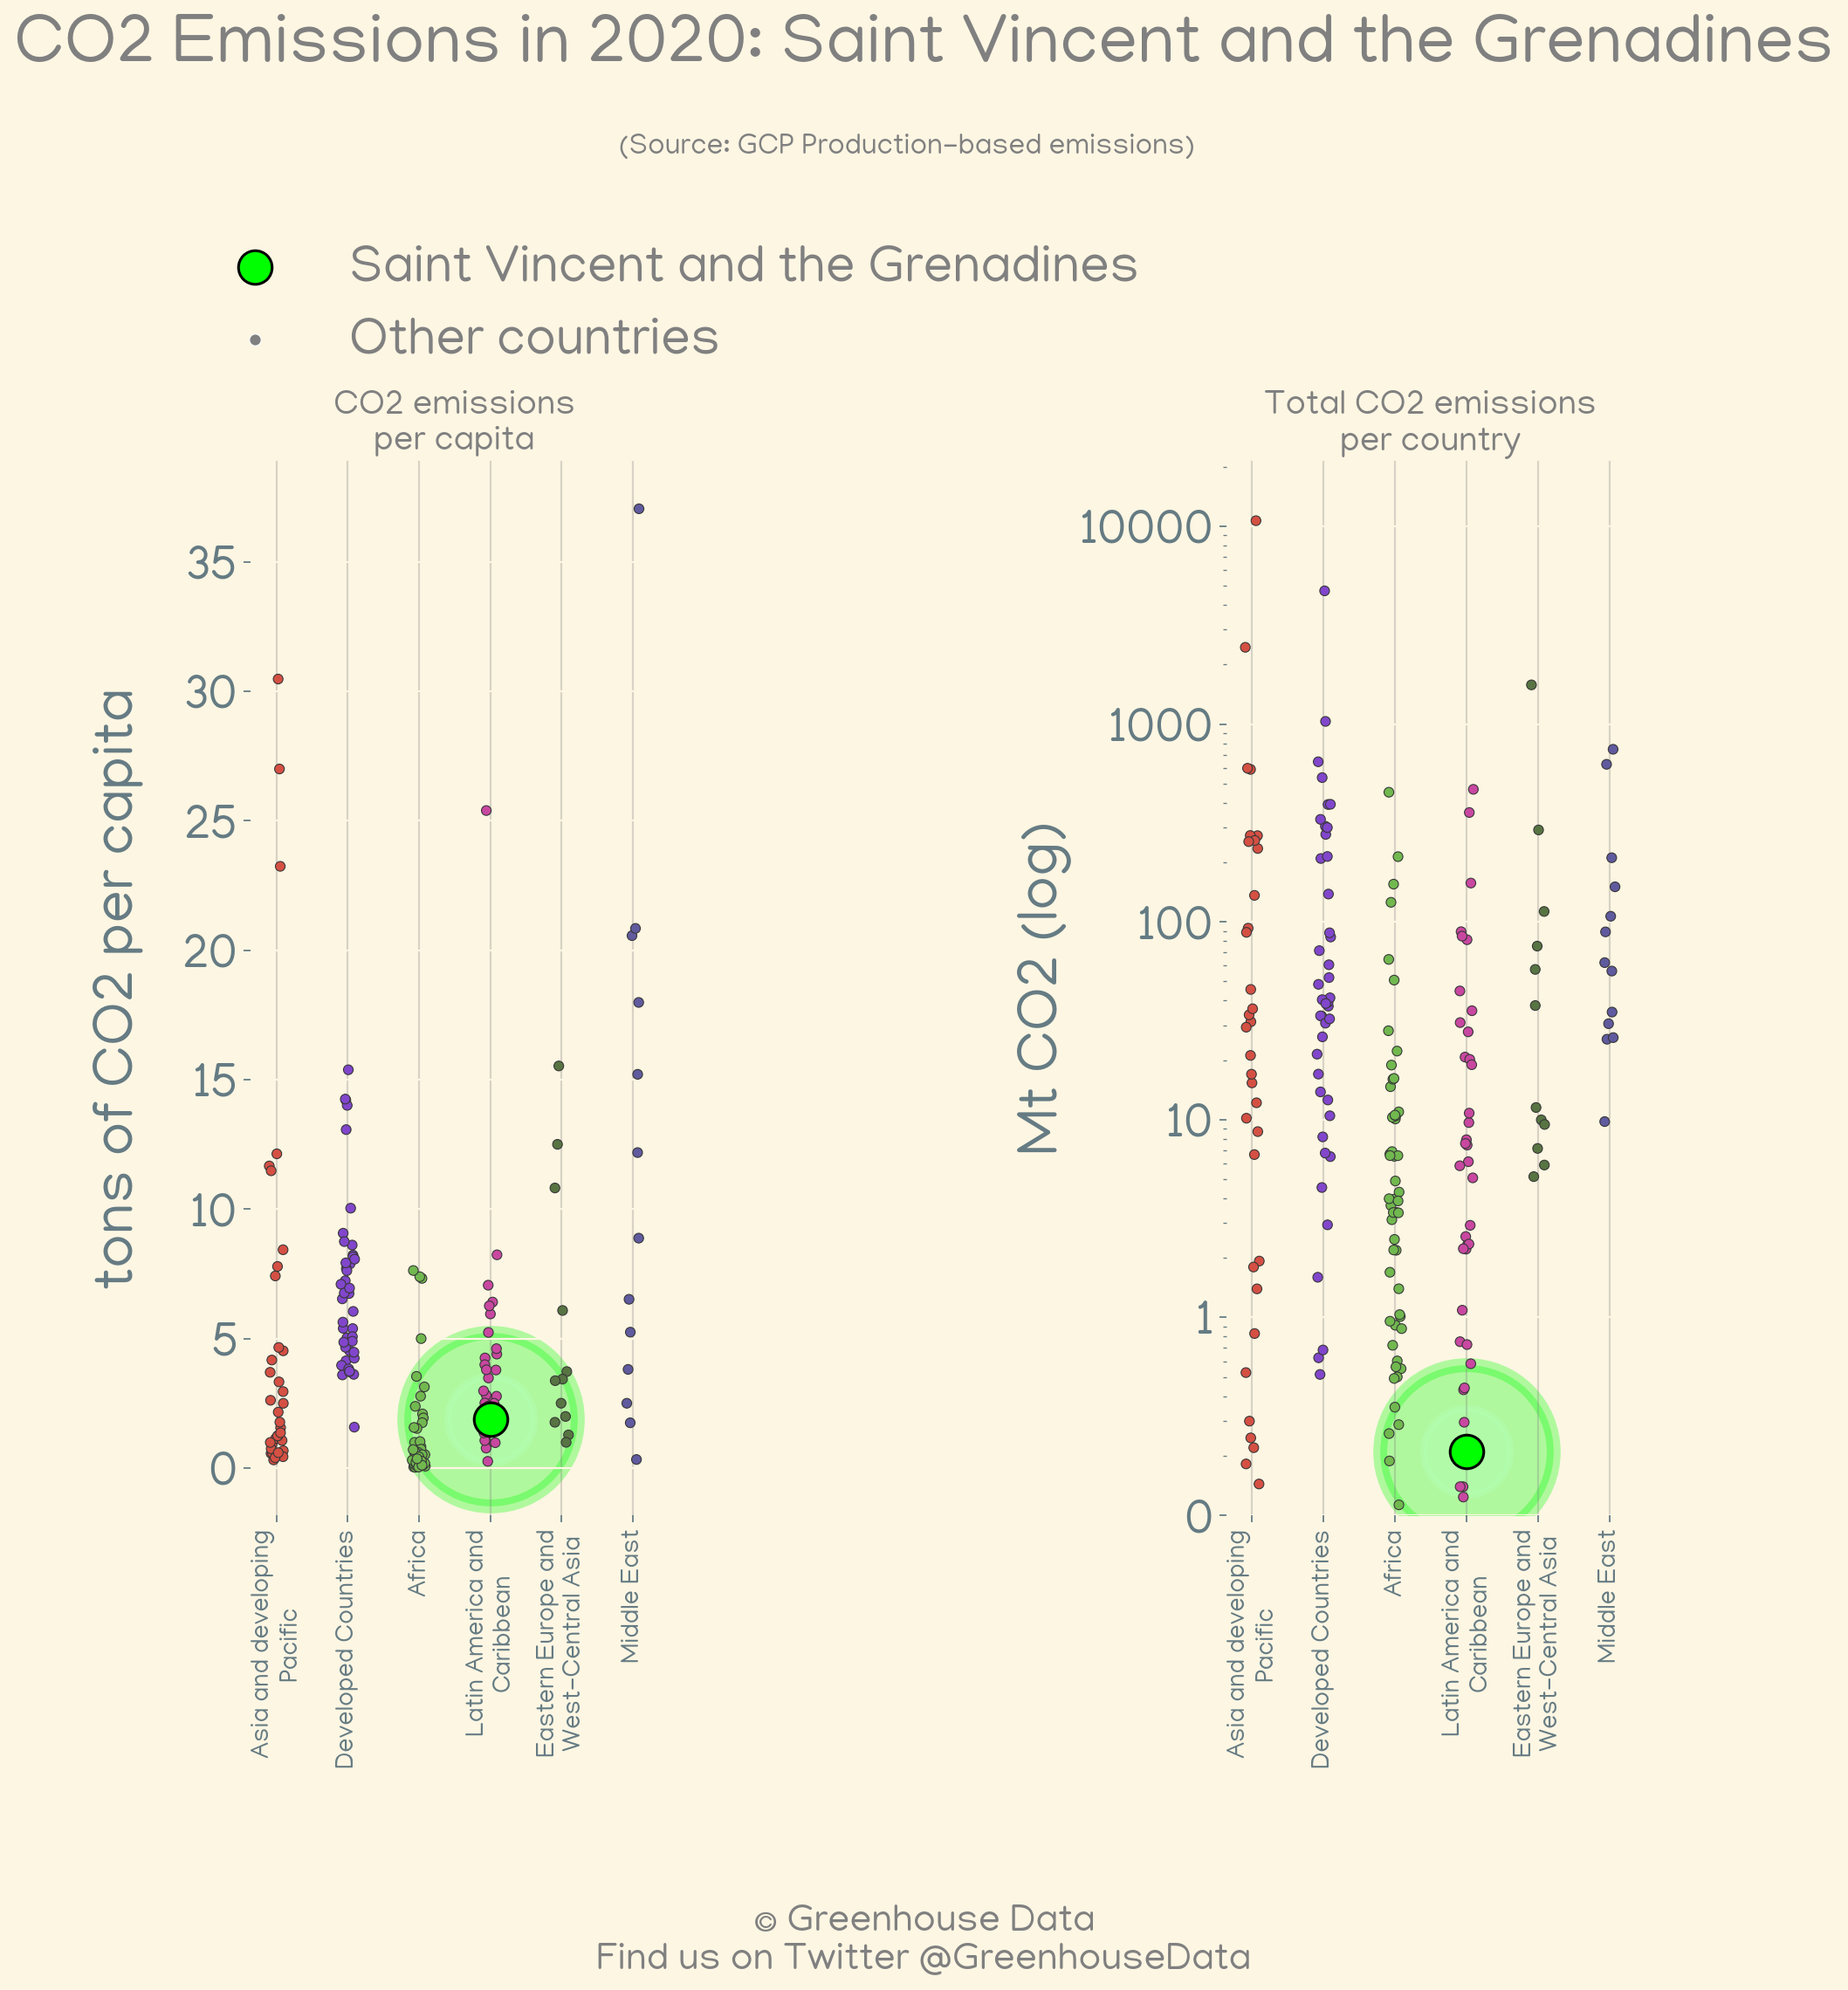 CO2 Emissions in 2020: Saint Vincent and the Grenadines
(Source: GCP Production-based emissions)
Saint Vincent and the Grenadines
Other countries
CO2 emissions
per capita
tons of CO2 per capita
35
30
25
20
15
10
5
0
Asia and developing
Pacific
Developed Countries
Africa
Latin America and
Caribbean
Eastern Europe and
West-Central Asia
Middle East
Total CO2 emissions
per country
Mt CO2 (log)
10000
1000
100
10
1
0
Asia and developing
Pacific
Developed Countries
Africa
Latin America and
Caribbean
Eastern Europe and
West-Central Asia
Middle East
© Greenhouse Data
Find us on Twitter @GreenhouseData